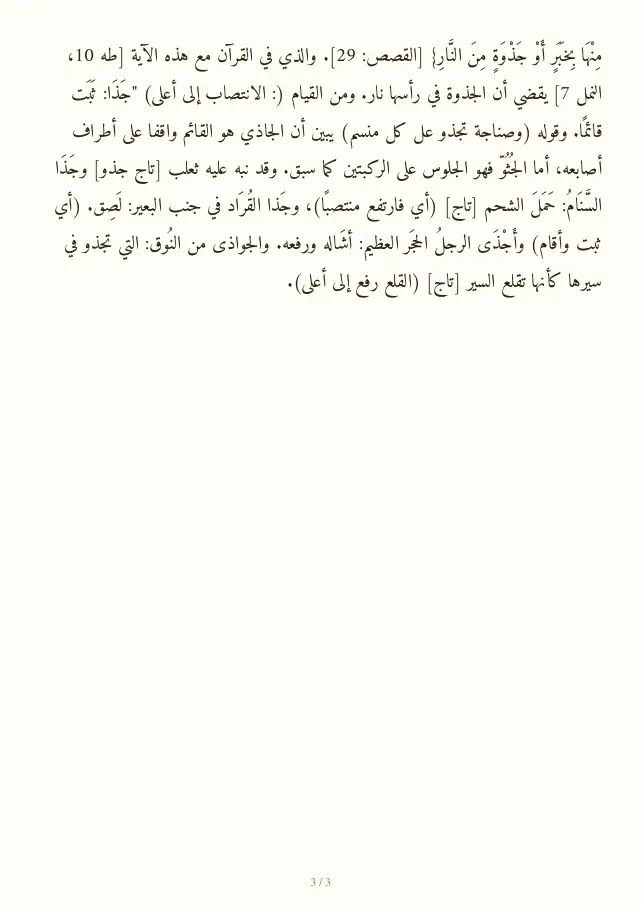 مِنْهَا بِخَبَرٍ أَوْ جَذْوَةٍ مِنَ النَّارِ} [القصص: 29]. والذي في القرآن مع هذه الآية [طه 10،
النمل 7] يقضي أن الجذوة في رأسها نار. ومن القيام (: الانتصاب إلى أعلى) "جَذَا: ثَبَت
قائمًا. وقوله (وصناجة تجذو عل كل منسم) يبين أن الجاذي هو القائم واقفا على أطراف
أصابعه، أما الجُثُوّ فهو الجلوس على الركبتين كما سبق. وقد نبه عليه ثعلب [تاج جذو] وجَذَا
السَّنَامُ: حَمَلَ الشحم [تاج] (أي فارتفع منتصبًا)، وجَذا القُرَاد في جنب البعير: لَصِق. (أي
ثبت وأقام) وأَجْذَى الرجلُ الحجَر العظيم: أشَاله ورفعه. والجواذى من النُوق: التي تجذو في
سيرها كأنها تقلع السير [تاج] (القلع رفع إلى أعلى).
3 / 3